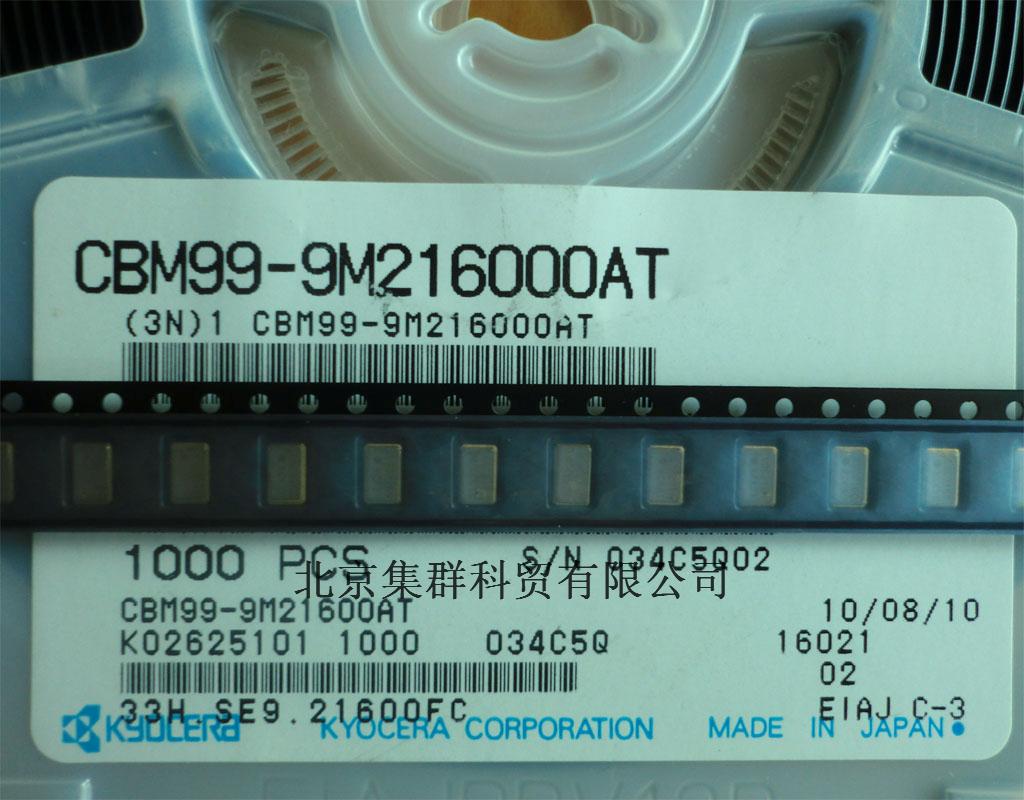 CBM99-9M216000AT
(3N)1 CBM99-9M216000AT
1000 PCS S/N 034C5Q02
北京集群科贸有限公司
CBM99-9M21600AT 10/08/10
K02625101 1000 034C5Q 16021
02
33H.SE9.21600FC EIAJ C-3
KYOCERA KYOCERA CORPORATION MADE IN JAPAN